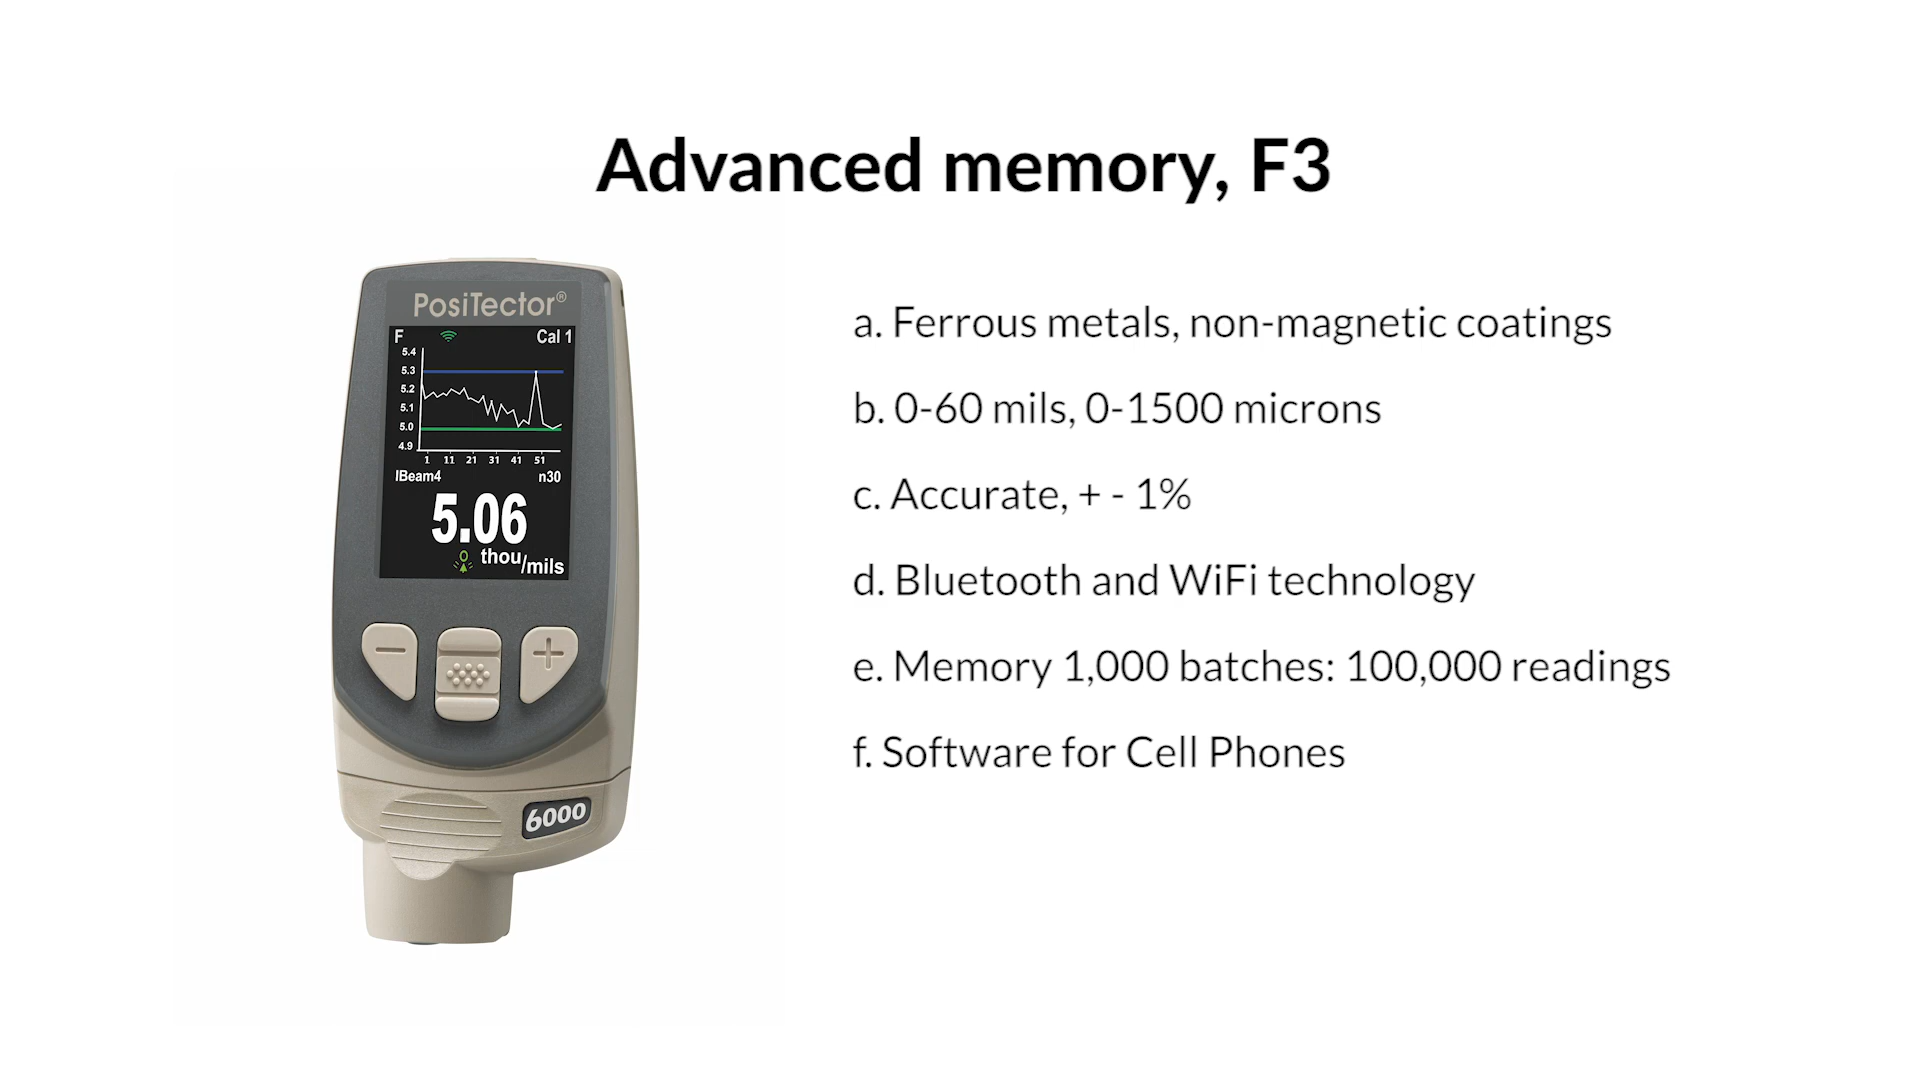 Advanced memory, F3
PosiTector®
F Cal 1
5.4
5.3
5.2
5.1
5.0
4.9
1 11 21 31 41 51
IBeam4 n30
5.06
thou/mils
6000
a. Ferrous metals, non-magnetic coatings
b. 0-60 mils, 0-1500 microns
c. Accurate, + - 1%
d. Bluetooth and WiFi technology
e. Memory 1,000 batches: 100,000 readings
f. Software for Cell Phones